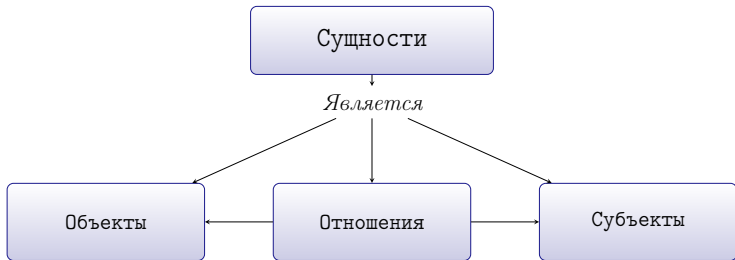 Сущности
Является
Объекты
Отношения
Субъекты